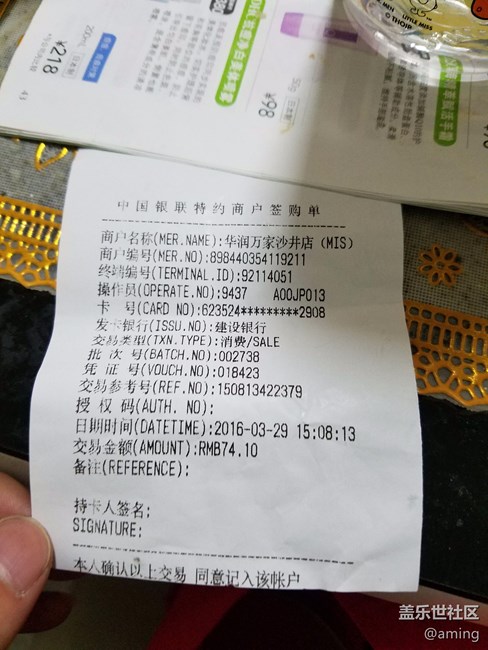 ¥218
43
¥98
LITTLE MISS
© THOIP
中国银联特约商户签购单
商户名称(MER.NAME):华润万家沙井店 (MIS)
商户编号(MER.NO):898440354119211
终端编号(TERMINAL.ID):92114051
操作员(OPERATE.NO):9437 A00JP013
卡 号(CARD NO):623524*********2908
发卡银行(ISSU.NO):建设银行
交易类型(TXN.TYPE):消费/SALE
批 次 号(BATCH.NO):002738
凭 证 号(VOUCH.NO):018423
交易参考号(REF.NO):150813422379
授 权 码(AUTH. NO):
日期时间(DATETIME):2016-03-29 15:08:13
交易金额(AMOUNT):RMB74.10
备注(REFERENCE):
持卡人签名:
SIGNATURE:
本人确认以上交易 同意记入该帐户
盖乐世社区
@aming